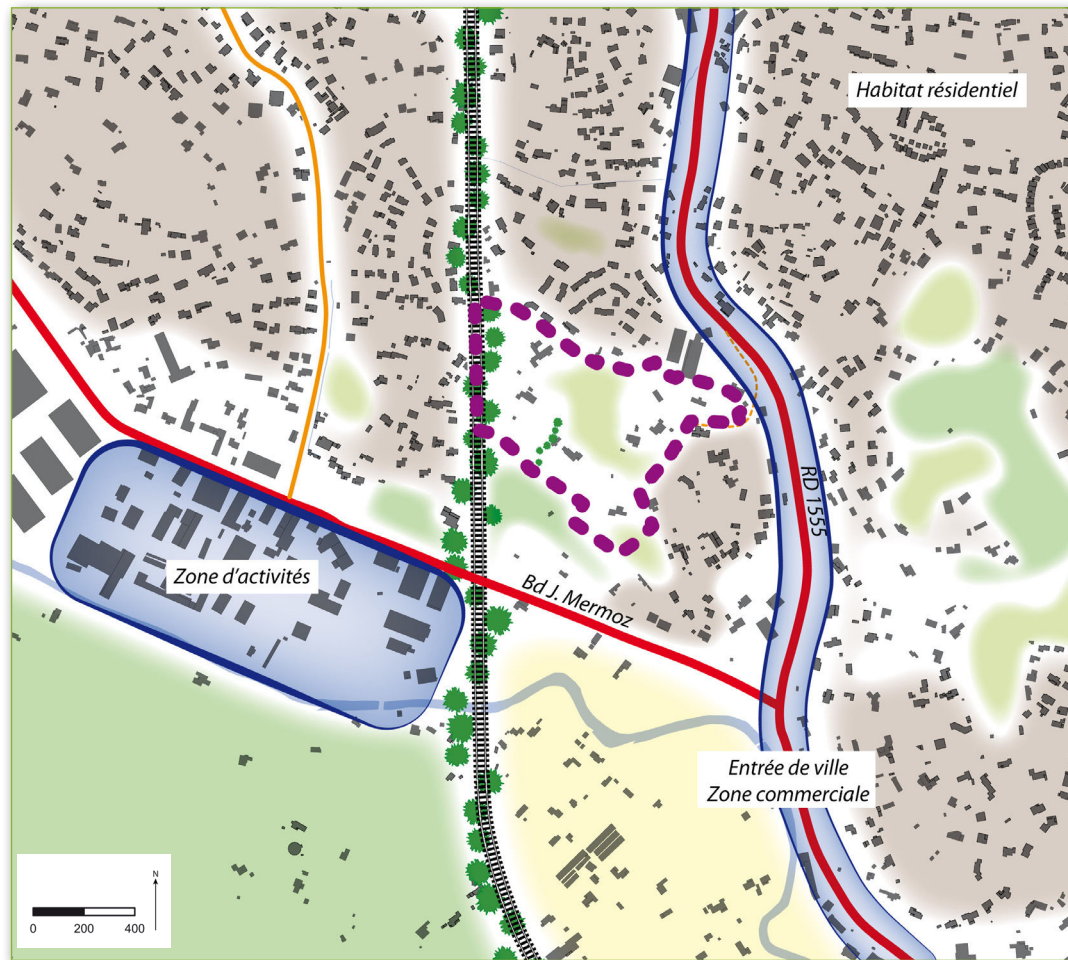 Habitat résidentiel
RD 1555
Zone d'activités
Bd J. Mermoz
Entrée de ville
Zone commerciale
N
0 200 400